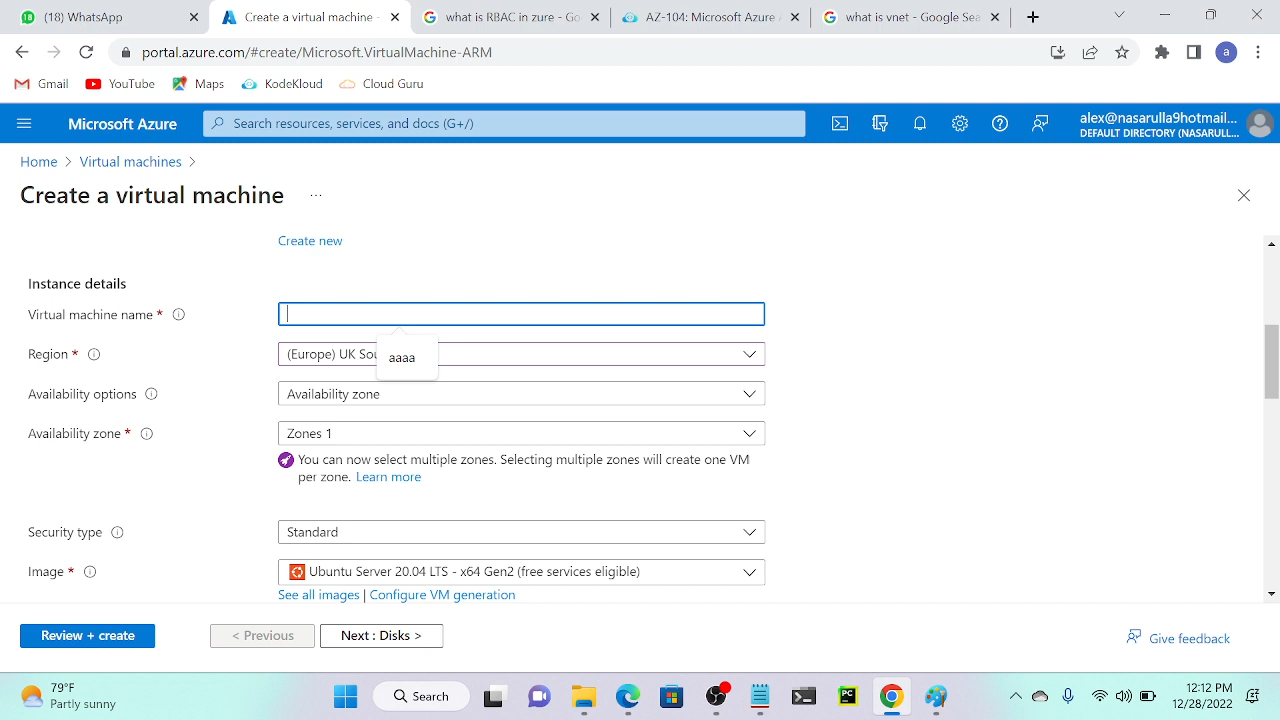 (18) WhatsApp
Create a virtual machine -
what is RBAC in zure - Go
AZ-104: Microsoft Azure
what is vnet - Google Sea
portal.azure.com/#create/Microsoft.VirtualMachine-ARM
a
Gmail
YouTube
Maps
KodeKloud
Cloud Guru
Microsoft Azure
Search resources, services, and docs (G+/)
alex@nasarulla9hotmail...
DEFAULT DIRECTORY (NASARULL...
Home > Virtual machines >
Create a virtual machine ...
Create new
Instance details
Virtual machine name *
Region *
(Europe) UK Sou
aaaa
Availability options
Availability zone
Availability zone *
Zones 1
You can now select multiple zones. Selecting multiple zones will create one VM
per zone. Learn more
Security type
Standard
Image *
Ubuntu Server 20.04 LTS - x64 Gen2 (free services eligible)
See all images | Configure VM generation
Review + create
< Previous
Next : Disks >
Give feedback
79°F
Partly sunny
Search
PC
12:12 PM
12/28/2022